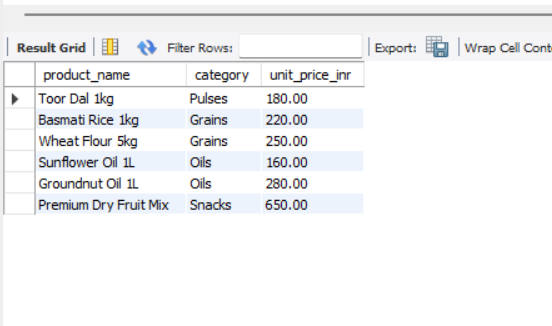 Result Grid Filter Rows: Export: Wrap Cell Cont
product_name category unit_price_inr
Toor Dal 1kg Pulses 180.00
Basmati Rice 1kg Grains 220.00
Wheat Flour 5kg Grains 250.00
Sunflower Oil 1L Oils 160.00
Groundnut Oil 1L Oils 280.00
Premium Dry Fruit Mix Snacks 650.00